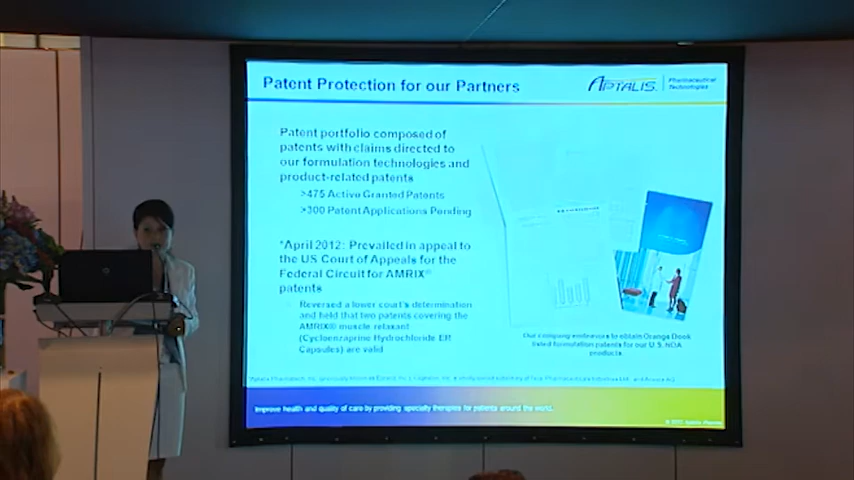 Patent Protection for our Partners
APTALIS
Pharmaceutical
Technologies
Patent portfolio composed of
patents with claims directed to
our formulation technologies and
product-related patents
>475 Active Granted Patents
>300 Patent Applications Pending
*April 2012: Prevailed in appeal to
the US Court of Appeals for the
Federal Circuit for AMRIX®
patents
Reversed a lower court's determination
and held that two patents covering the
AMRIX® muscle relaxant
(Cyclobenzaprine Hydrochloride ER
Capsules) are valid
Our company endeavors to obtain Orange Book
listed formulation patents for our U.S. NDA
products.
Improve health and quality of care by providing specialty therapies for patients around the world.